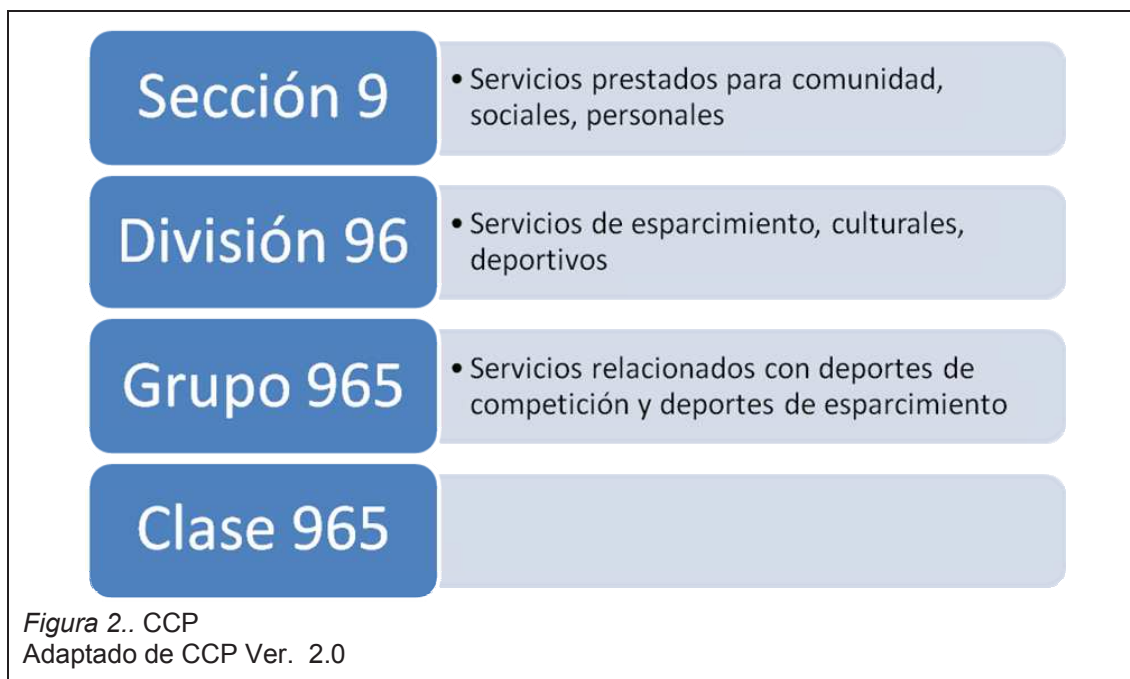 Sección 9
• Servicios prestados para comunidad,
sociales, personales
División 96
• Servicios de esparcimiento, culturales,
deportivos
Grupo 965
• Servicios relacionados con deportes de
competición y deportes de esparcimiento
Clase 965
Figura 2.. CCP
Adaptado de CCP Ver. 2.0